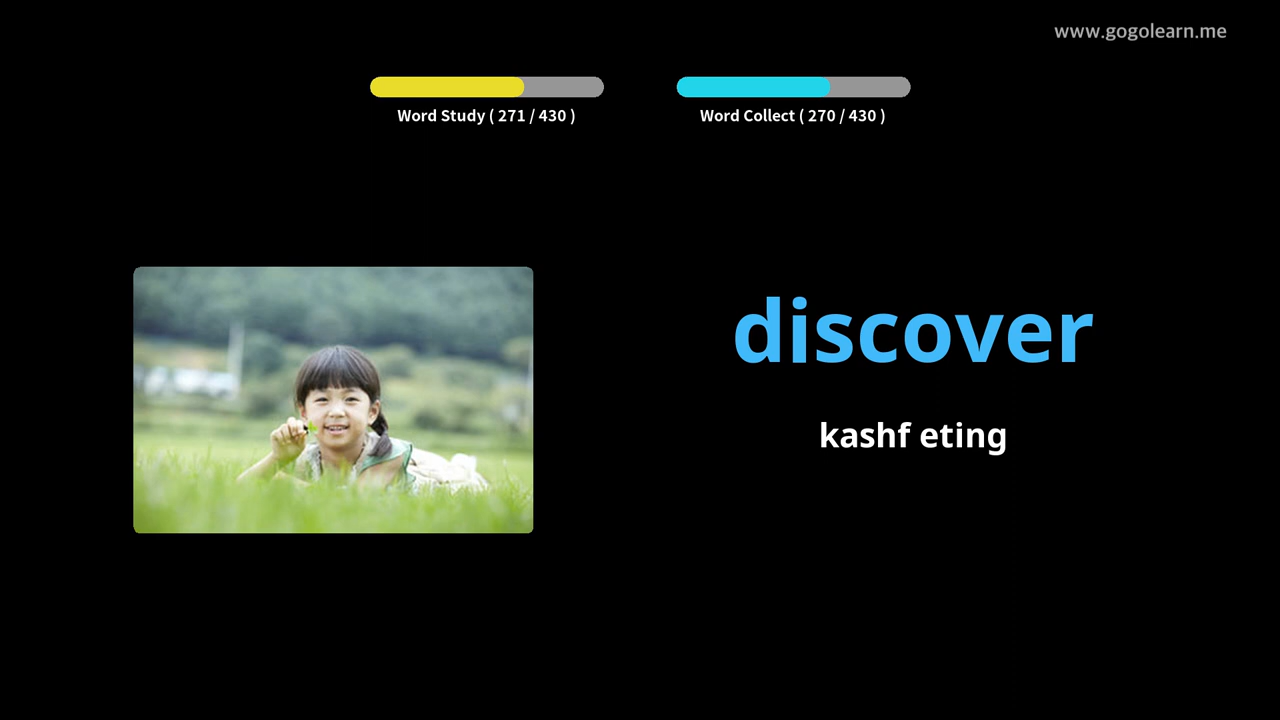 www.gogolearn.me
Word Study ( 271 / 430 )
Word Collect ( 270 / 430 )
discover
kashf eting